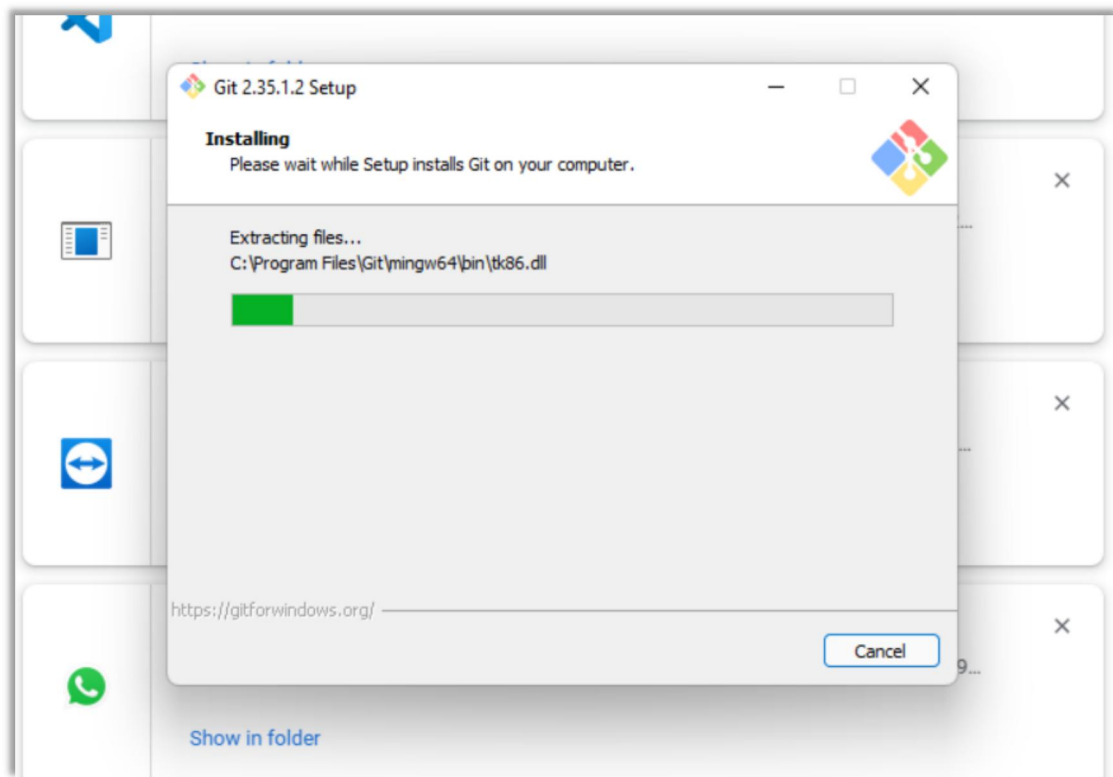 Git 2.35.1.2 Setup
Installing
Please wait while Setup installs Git on your computer.
Extracting files...
C:\Program Files\Git\mingw64\bin\tk86.dll
https://gitforwindows.org/
Cancel
9...
Show in folder